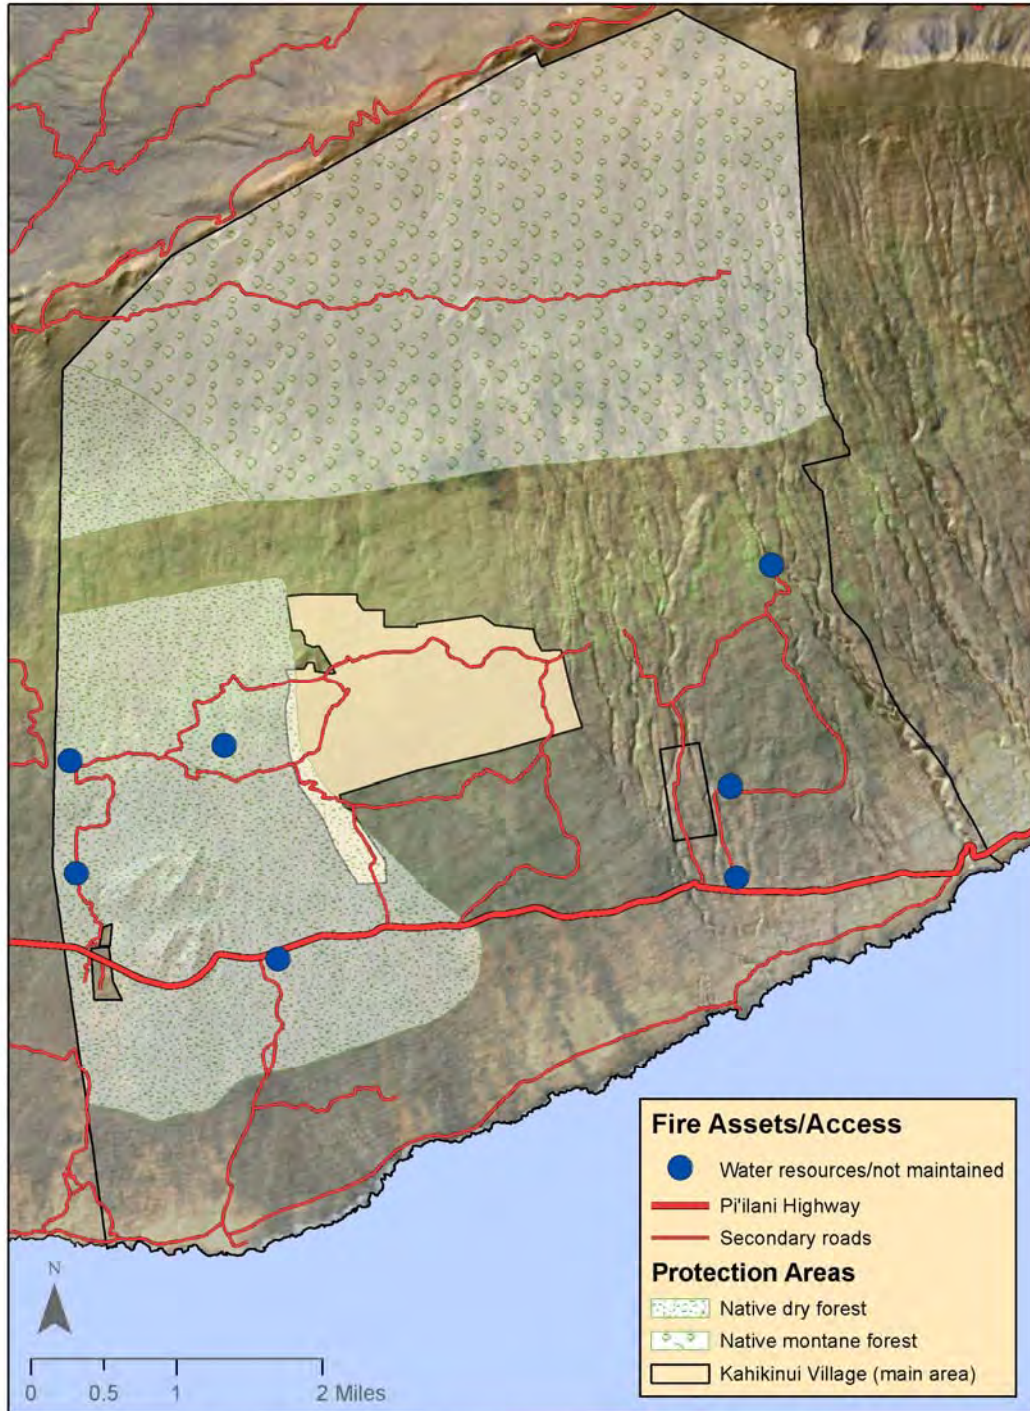 Fire Assets/Access
Water resources/not maintained
Pi'ilani Highway
Secondary roads
Protection Areas
Native dry forest
Native montane forest
Kahikinui Village (main area)
N
0 0.5 1 2 Miles